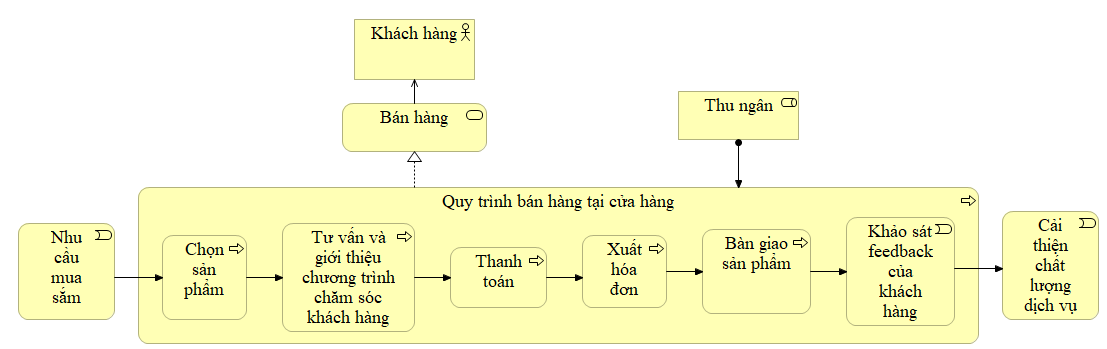 Khách hàng
Bán hàng
Thu ngân
Quy trình bán hàng tại cửa hàng
Nhu
cầu
mua
sắm
Chọn
sản
phẩm
Tư vấn và
giới thiệu
chương trình
chăm sóc
khách hàng
Thanh
toán
Xuất
hóa
đơn
Bàn giao
sản phẩm
Khảo sát
feedback
của
khách
hàng
Cải
thiện
chất
lượng
dịch vụ